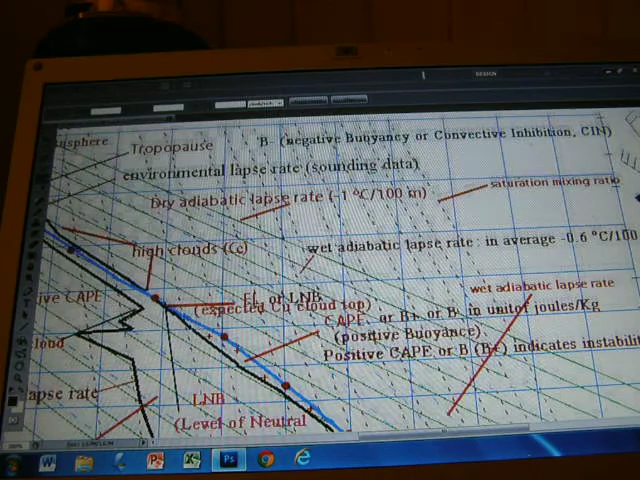 DESIGN
B- (negative Buoyancy or Convective Inhibition, CIN)
Tropopause
environmental lapse rate (sounding data)
Dry adiabatic lapse rate (-1 °C/100 m)
saturation mixing ratio
high clouds (Cc)
wet adiabatic lapse rate: in average -0.6 °C/100
wet adiabatic lapse rate
ive CAPE
EL or LNB
(expected Cu cloud top)
CAPE or B+ or B in unit of joules/Kg
(positive Buoyance).
loud
Positive CAPE or B (B+) indicates instabili
apse rate
LNB
(Level of Neutral